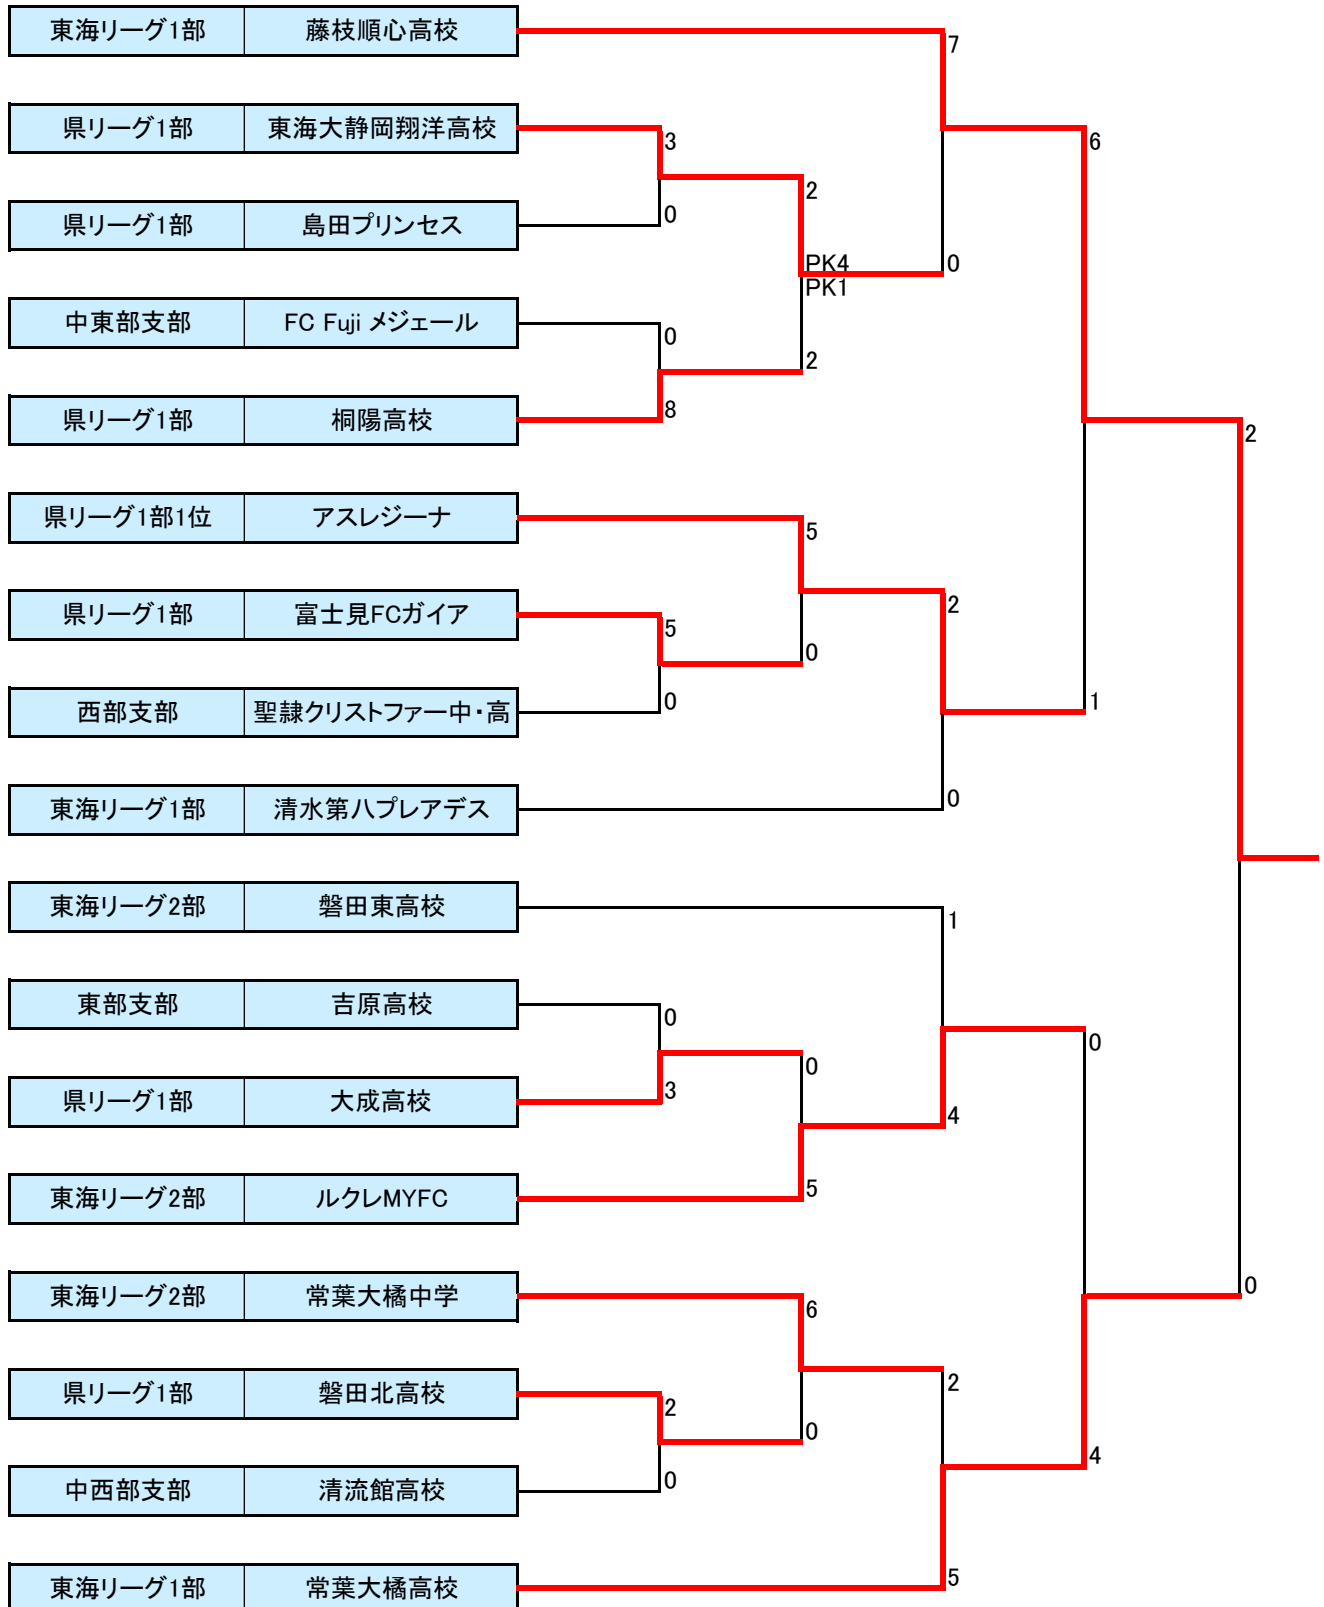 東海リーグ1部 藤枝順心高校
7
県リーグ1部 東海大静岡翔洋高校
3
6
2
県リーグ1部 島田プリンセス
0
PK4
0
PK1
中東部支部 FC Fuji メジェール
0
2
県リーグ1部 桐陽高校
8
2
県リーグ1部1位 アスレジーナ
5
県リーグ1部 富士見FCガイア
5
2
0
西部支部 聖隷クリストファー中・高
0
1
東海リーグ1部 清水第八プレアデス
0
東海リーグ2部 磐田東高校
1
東部支部 吉原高校
0
0
0
県リーグ1部 大成高校
3
4
東海リーグ2部 ルクレMYFC
5
東海リーグ2部 常葉大橘中学
6
0
県リーグ1部 磐田北高校
2
2
0
中西部支部 清流館高校
0
4
東海リーグ1部 常葉大橘高校
5